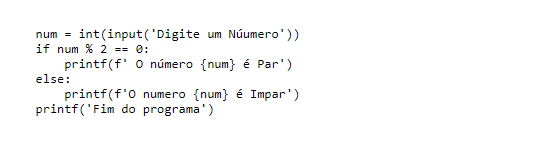 num = int(input('Digite um Núumero'))
if num % 2 == 0:
    printf(f' O número {num} é Par')
else:
    printf(f'O numero {num} é Impar')
printf('Fim do programa')